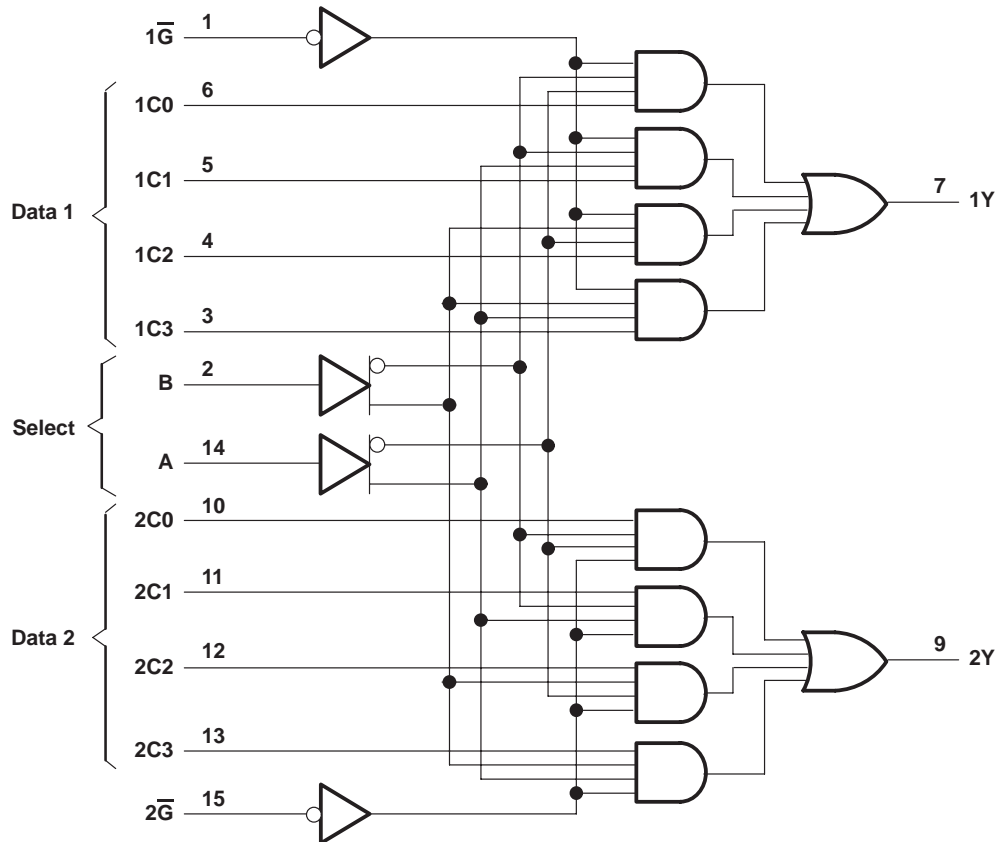 1G̅ 1
1C0 6
1C1 5
Data 1
1C2 4
1C3 3
7 1Y
B 2
Select
A 14
2C0 10
2C1 11
Data 2
2C2 12
2C3 13
9 2Y
2G̅ 15